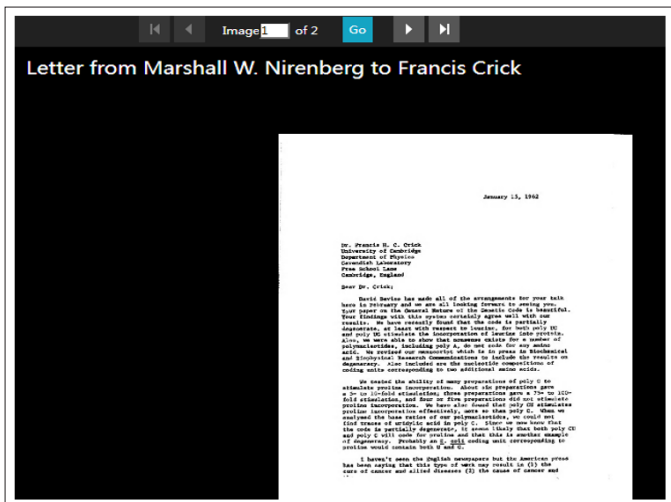 Image 1 of 2 Go
Letter from Marshall W. Nirenberg to Francis Crick
January 15, 1962
Dr. Francis H. C. Crick
University of Cambridge
Department of Physics
Cavendish Laboratory
Free School Lane
Cambridge, England
Dear Dr. Crick:
David Davies has made all of the arrangements for your talk
here in February and we are all looking forward to seeing you.
Your paper on the General Nature of the Genetic Code is beautiful.
Your findings with this system certainly agree well with our
results. We have recently found that the code is partially
degenerate, at least with respect to leucine, for both poly UC
and poly UG stimulate the incorporation of leucine into protein.
Also, we were able to show that nonsense exists for a number of
polynucleotides, including poly A, do not code for any amino
acid. We revised our manuscript which is in press in Biochemical
and Biophysical Research Communications to include the results on
degeneracy. Also included are the nucleotide compositions of
coding units corresponding to two additional amino acids.
We tested the ability of many preparations of poly C to
stimulate proline incorporation. About six preparations gave
a 5- to 10-fold stimulation, three preparations gave a 75- to 100-
fold stimulation, and four or five preparations did not stimulate
proline incorporation. We have also found that poly CU stimulates
proline incorporation effectively, more so than poly C. When we
analyzed the base ratios of our polynucleotides, we could not
find traces of uridylic acid in poly C. Since we now know that
the code is partially degenerate, it seems likely that both poly CU
and poly C will code for proline and that this is another example
of degeneracy. Probably an E. coli coding unit corresponding to
proline would contain both U and C.
I haven't seen the English newspapers but the American press
has been saying that this type of work may result in (1) the
cure of cancer and allied diseases (2) the cause of cancer and